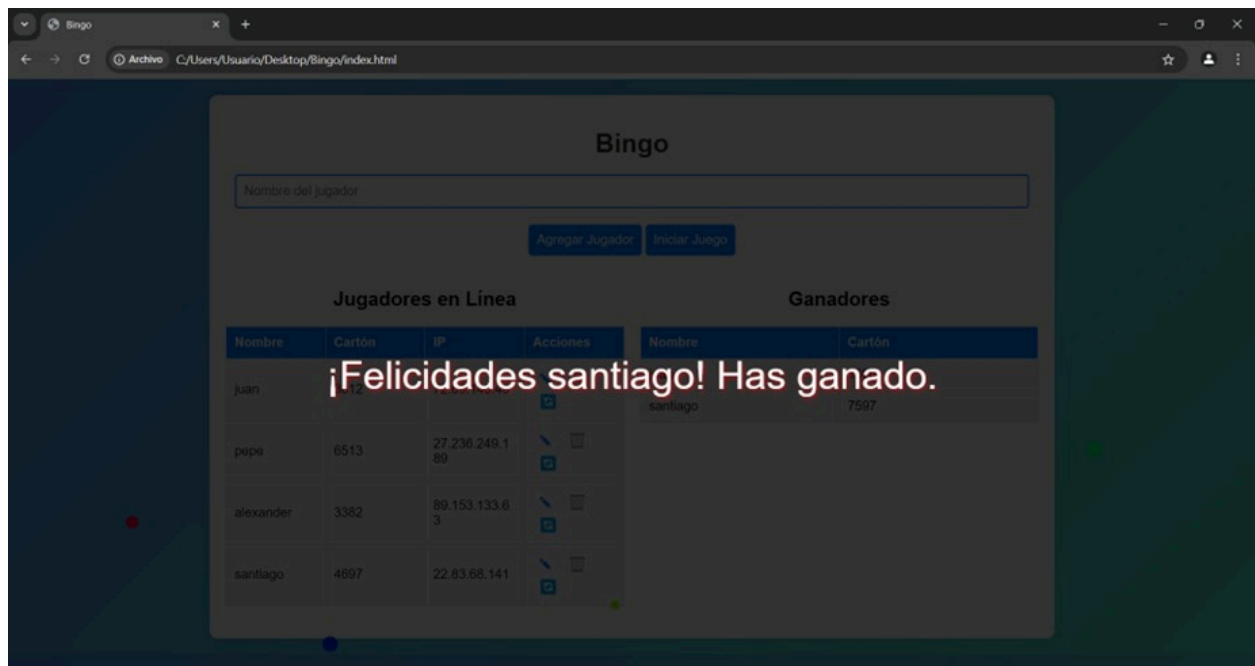 Bingo
Archivo C:/Users/Usuario/Desktop/Bingo/index.html
Bingo
Nombre del jugador
Agregar Jugador Iniciar Juego
Jugadores en Línea
Nombre Cartón IP Acciones
juan
pepe 6513 27.236.249.1
89
alexander 3382 89.153.133.6
3
santiago 4697 22.83.68.141
Ganadores
Nombre Cartón
santiago 7597
¡Felicidades santiago! Has ganado.